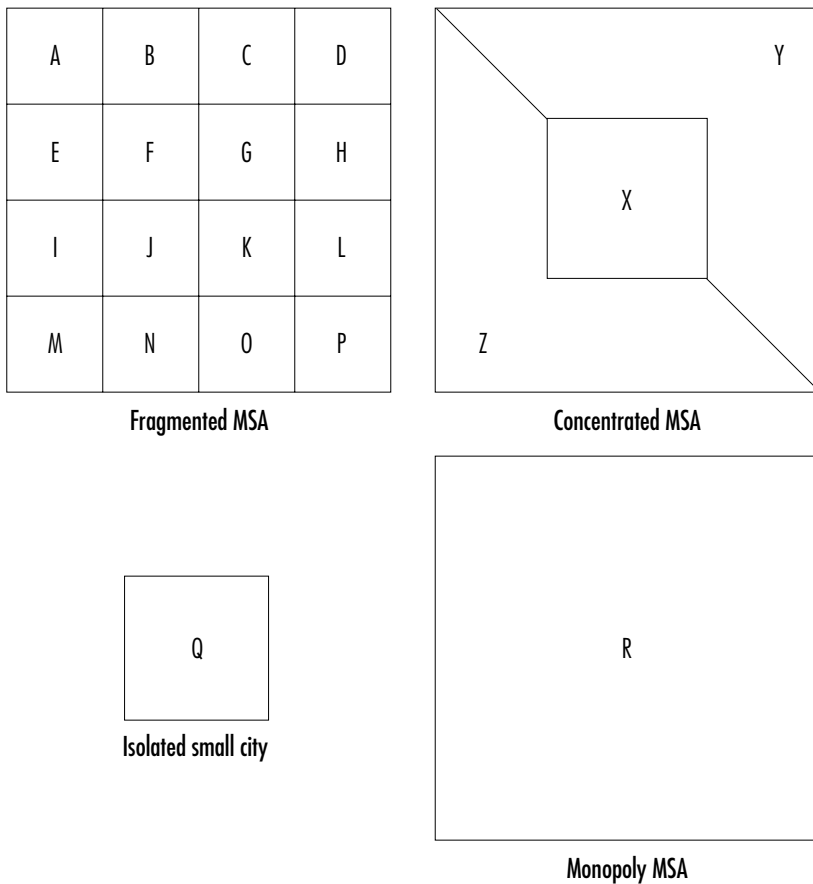 A B C D
E F G H
I J K L
M N O P
Fragmented MSA
Y
X
Z
Concentrated MSA
Q
Isolated small city
R
Monopoly MSA